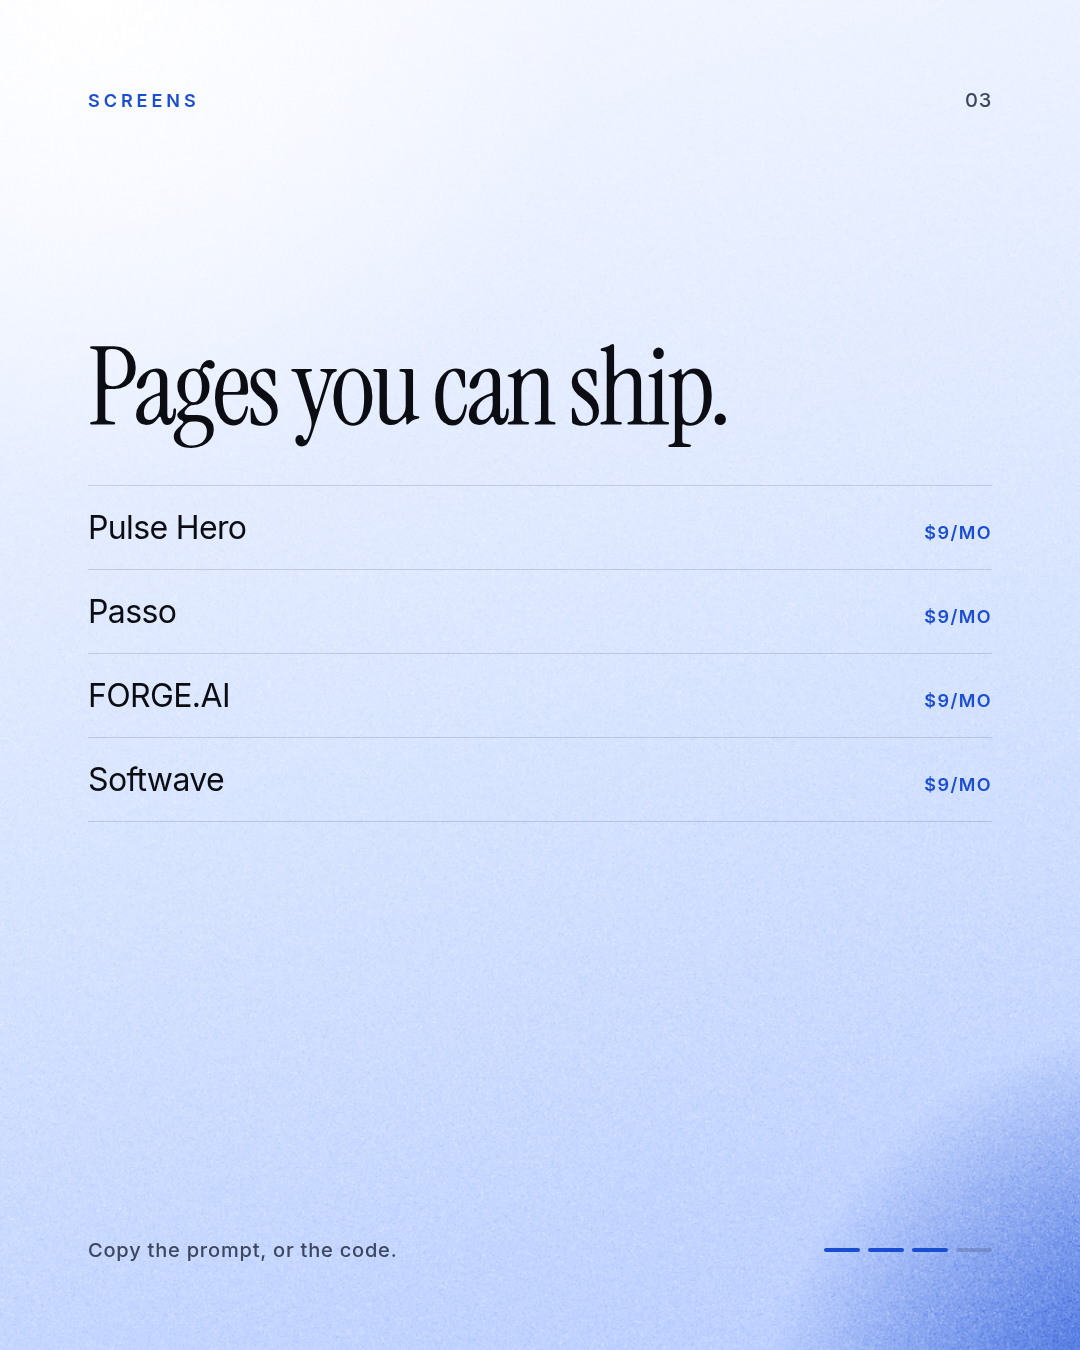 SCREENS
03
Pages you can ship.
Pulse Hero
$9/MO
Passo
$9/MO
FORGE.AI
$9/MO
Softwave
$9/MO
Copy the prompt, or the code.